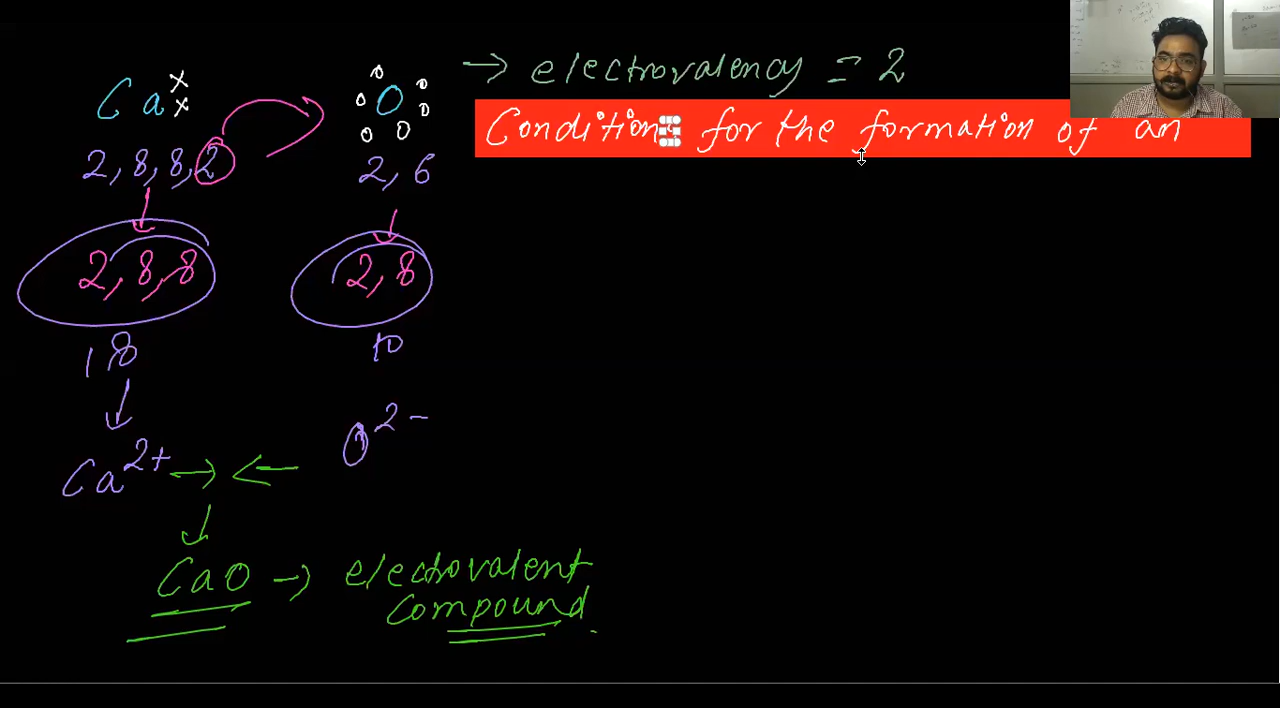 Ca×× O → electrovalency = 2
Conditions for the formation of an
2,8,8,2 2,6
2,8,8 2,8
18 10
Ca2+ → ← O2-
CaO → electrovalent
compound.